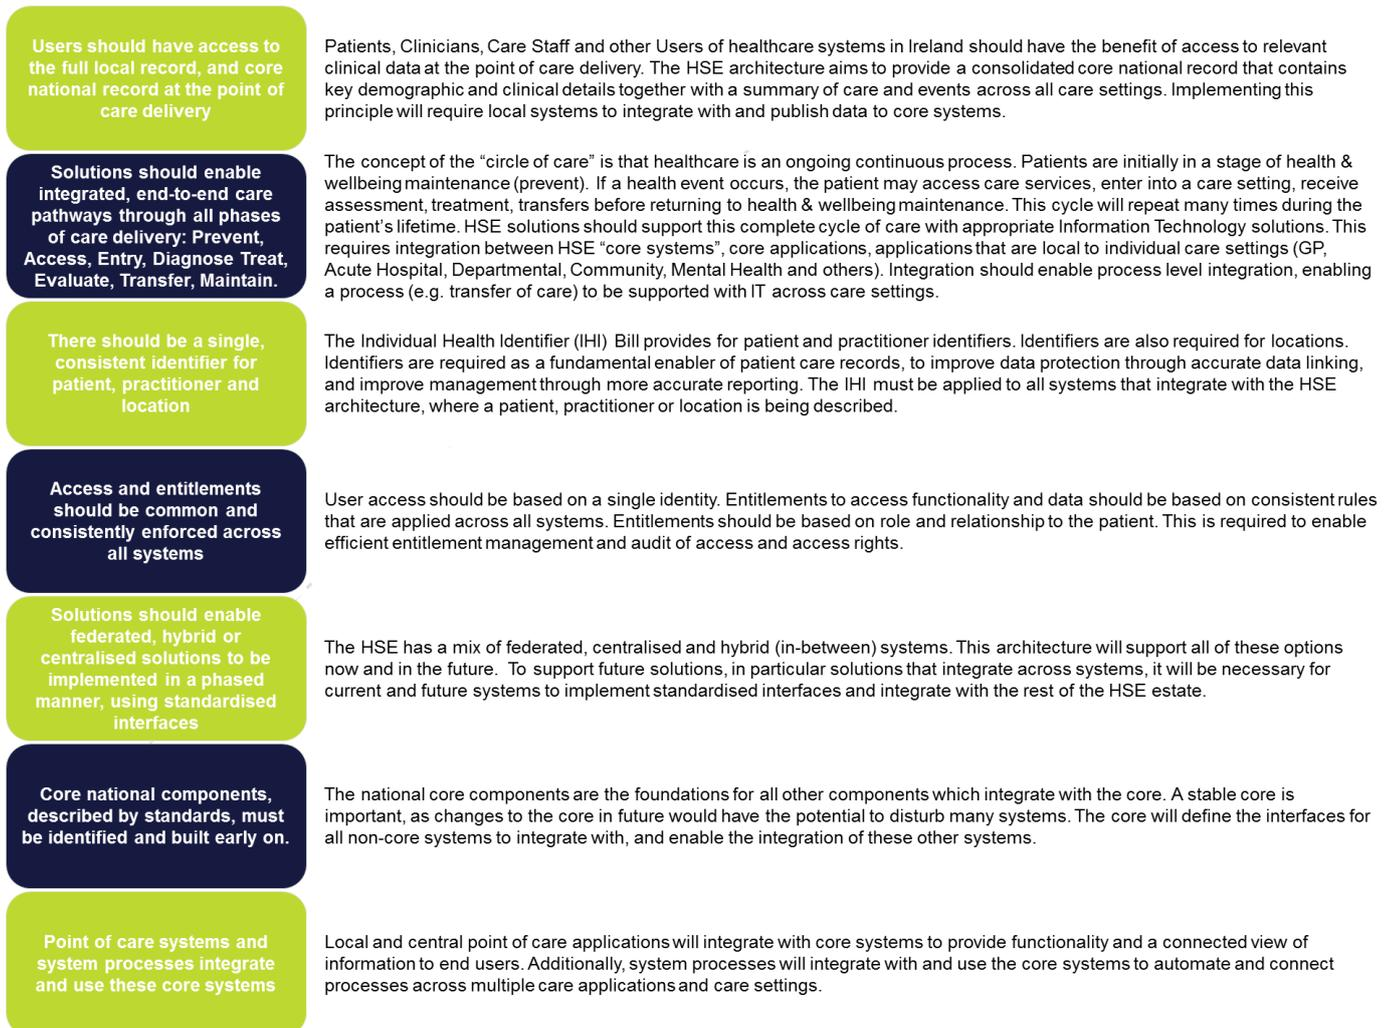 Users should have access to
the full local record, and core
national record at the point of
care delivery
Patients, Clinicians, Care Staff and other Users of healthcare systems in Ireland should have the benefit of access to relevant
clinical data at the point of care delivery. The HSE architecture aims to provide a consolidated core national record that contains
key demographic and clinical details together with a summary of care and events across all care settings. Implementing this
principle will require local systems to integrate with and publish data to core systems.
Solutions should enable
integrated, end-to-end care
pathways through all phases
of care delivery: Prevent,
Access, Entry, Diagnose Treat,
Evaluate, Transfer, Maintain.
The concept of the “circle of care” is that healthcare is an ongoing continuous process. Patients are initially in a stage of health &
wellbeing maintenance (prevent). If a health event occurs, the patient may access care services, enter into a care setting, receive
assessment, treatment, transfers before returning to health & wellbeing maintenance. This cycle will repeat many times during the
patient’s lifetime. HSE solutions should support this complete cycle of care with appropriate Information Technology solutions. This
requires integration between HSE “core systems”, core applications, applications that are local to individual care settings (GP,
Acute Hospital, Departmental, Community, Mental Health and others). Integration should enable process level integration, enabling
a process (e.g. transfer of care) to be supported with IT across care settings.
There should be a single,
consistent identifier for
patient, practitioner and
location
The Individual Health Identifier (IHI) Bill provides for patient and practitioner identifiers. Identifiers are also required for locations.
Identifiers are required as a fundamental enabler of patient care records, to improve data protection through accurate data linking,
and improve management through more accurate reporting. The IHI must be applied to all systems that integrate with the HSE
architecture, where a patient, practitioner or location is being described.
Access and entitlements
should be common and
consistently enforced across
all systems
User access should be based on a single identity. Entitlements to access functionality and data should be based on consistent rules
that are applied across all systems. Entitlements should be based on role and relationship to the patient. This is required to enable
efficient entitlement management and audit of access and access rights.
Solutions should enable
federated, hybrid or
centralised solutions to be
implemented in a phased
manner, using standardised
interfaces
The HSE has a mix of federated, centralised and hybrid (in-between) systems. This architecture will support all of these options
now and in the future. To support future solutions, in particular solutions that integrate across systems, it will be necessary for
current and future systems to implement standardised interfaces and integrate with the rest of the HSE estate.
Core national components,
described by standards, must
be identified and built early on.
The national core components are the foundations for all other components which integrate with the core. A stable core is
important, as changes to the core in future would have the potential to disturb many systems. The core will define the interfaces for
all non-core systems to integrate with, and enable the integration of these other systems.
Point of care systems and
system processes integrate
and use these core systems
Local and central point of care applications will integrate with core systems to provide functionality and a connected view of
information to end users. Additionally, system processes will integrate with and use the core systems to automate and connect
processes across multiple care applications and care settings.